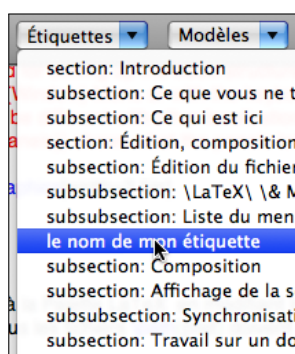 Étiquettes Modèles
section: Introduction
subsection: Ce que vous ne t
subsection: Ce qui est ici
section: Édition, composition
subsection: Édition du fichier
subsubsection: \LaTeX\ \& M
subsubsection: Liste du men
le nom de mon étiquette
subsection: Composition
subsection: Affichage de la s
subsubsection: Synchronisati
subsection: Travail sur un do